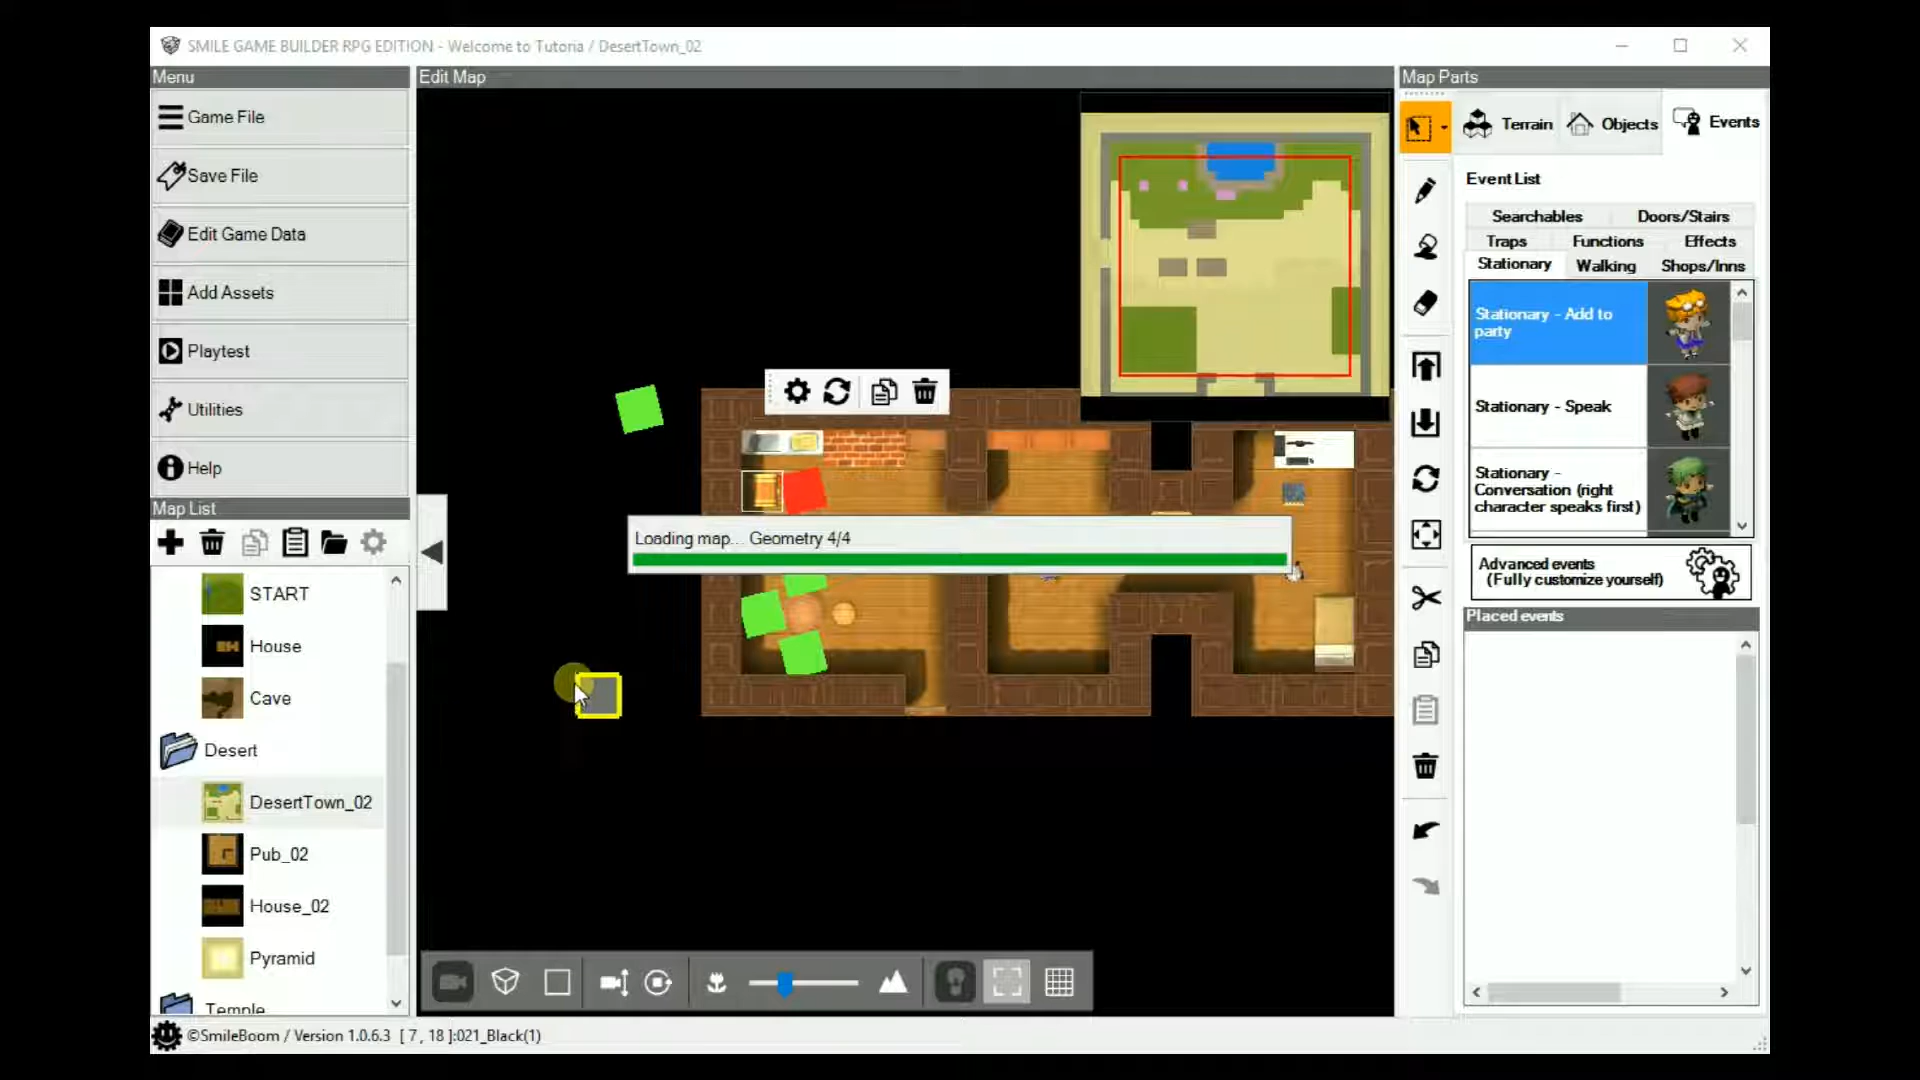 SMILE GAME BUILDER RPG EDITION - Welcome to Tutoria / DesertTown_02
Menu
Game File
Save File
Edit Game Data
Add Assets
Playtest
Utilities
Help
Map List
START
House
Cave
Desert
DesertTown_02
Pub_02
House_02
Pyramid
Temple
Edit Map
Loading map... Geometry 4/4
Map Parts
Terrain
Objects
Events
Event List
Searchables
Doors/Stairs
Traps
Functions
Effects
Stationary
Walking
Shops/Inns
Stationary - Add to
party
Stationary - Speak
Stationary -
Conversation (right
character speaks first)
Advanced events
(Fully customize yourself)
Placed events
©SmileBoom / Version 1.0.6.3 [ 7 , 18 ]:021_Black(1)